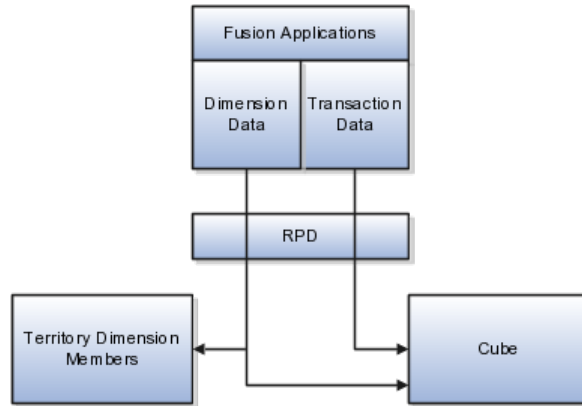 Fusion Applications
Dimension
Data
Transaction
Data
RPD
Territory Dimension
Members
Cube